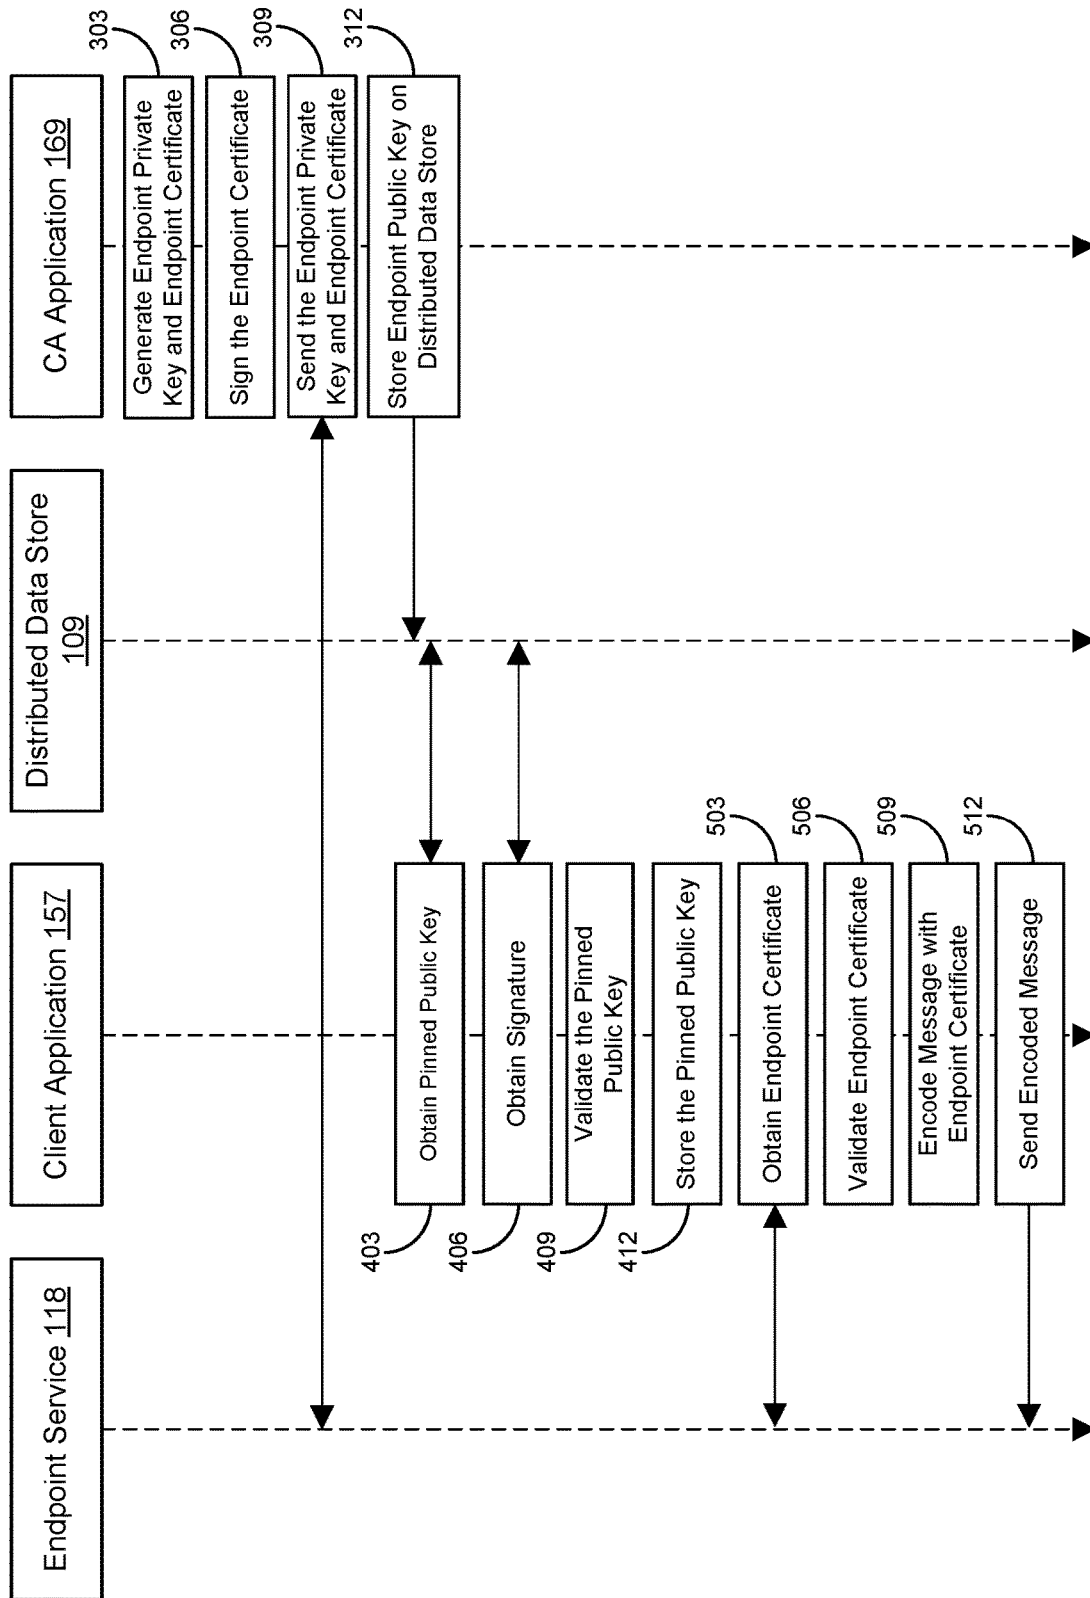 Endpoint Service 118
Client Application 157
Distributed Data Store
109
CA Application 169
303
Generate Endpoint Private
Key and Endpoint Certificate
306
Sign the Endpoint Certificate
309
Send the Endpoint Private
Key and Endpoint Certificate
312
Store Endpoint Public Key on
Distributed Data Store
403
Obtain Pinned Public Key
406
Obtain Signature
409
Validate the Pinned
Public Key
412
Store the Pinned Public Key
503
Obtain Endpoint Certificate
506
Validate Endpoint Certificate
509
Encode Message with
Endpoint Certificate
512
Send Encoded Message